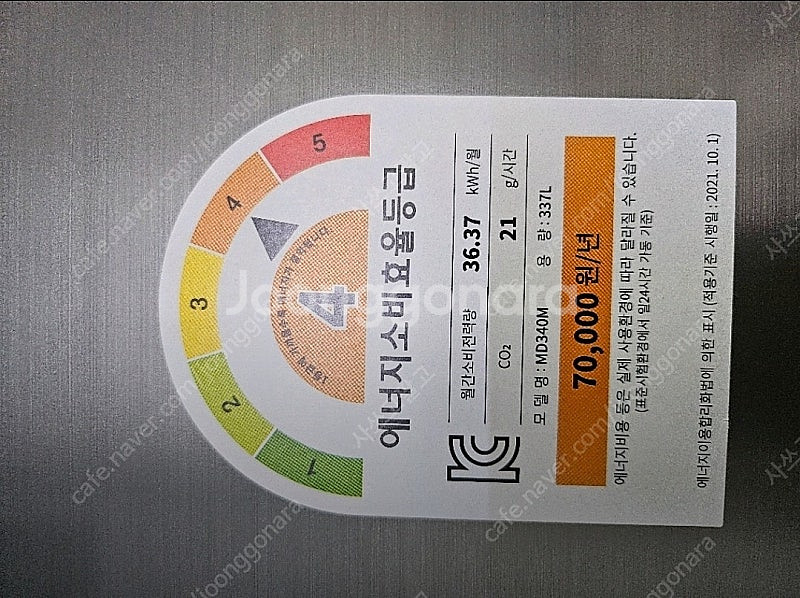 1
2
3
4
5
4
에너지소비효율등급
월간소비전력량 36.37 kWh/월
CO₂ 21 g/시간
모델명 : MD340M 용량 : 337L
70,000 원/년
에너지비용 등은 실제 사용환경에 따라 달라질 수 있습니다.
(표준시험환경에서 일24시간 가동 기준)
에너지이용합리화법에 의한 표시 (적용기준 시행일 : 2021. 10. 1)
Joonggonara
cafe.naver.com/joonggonara